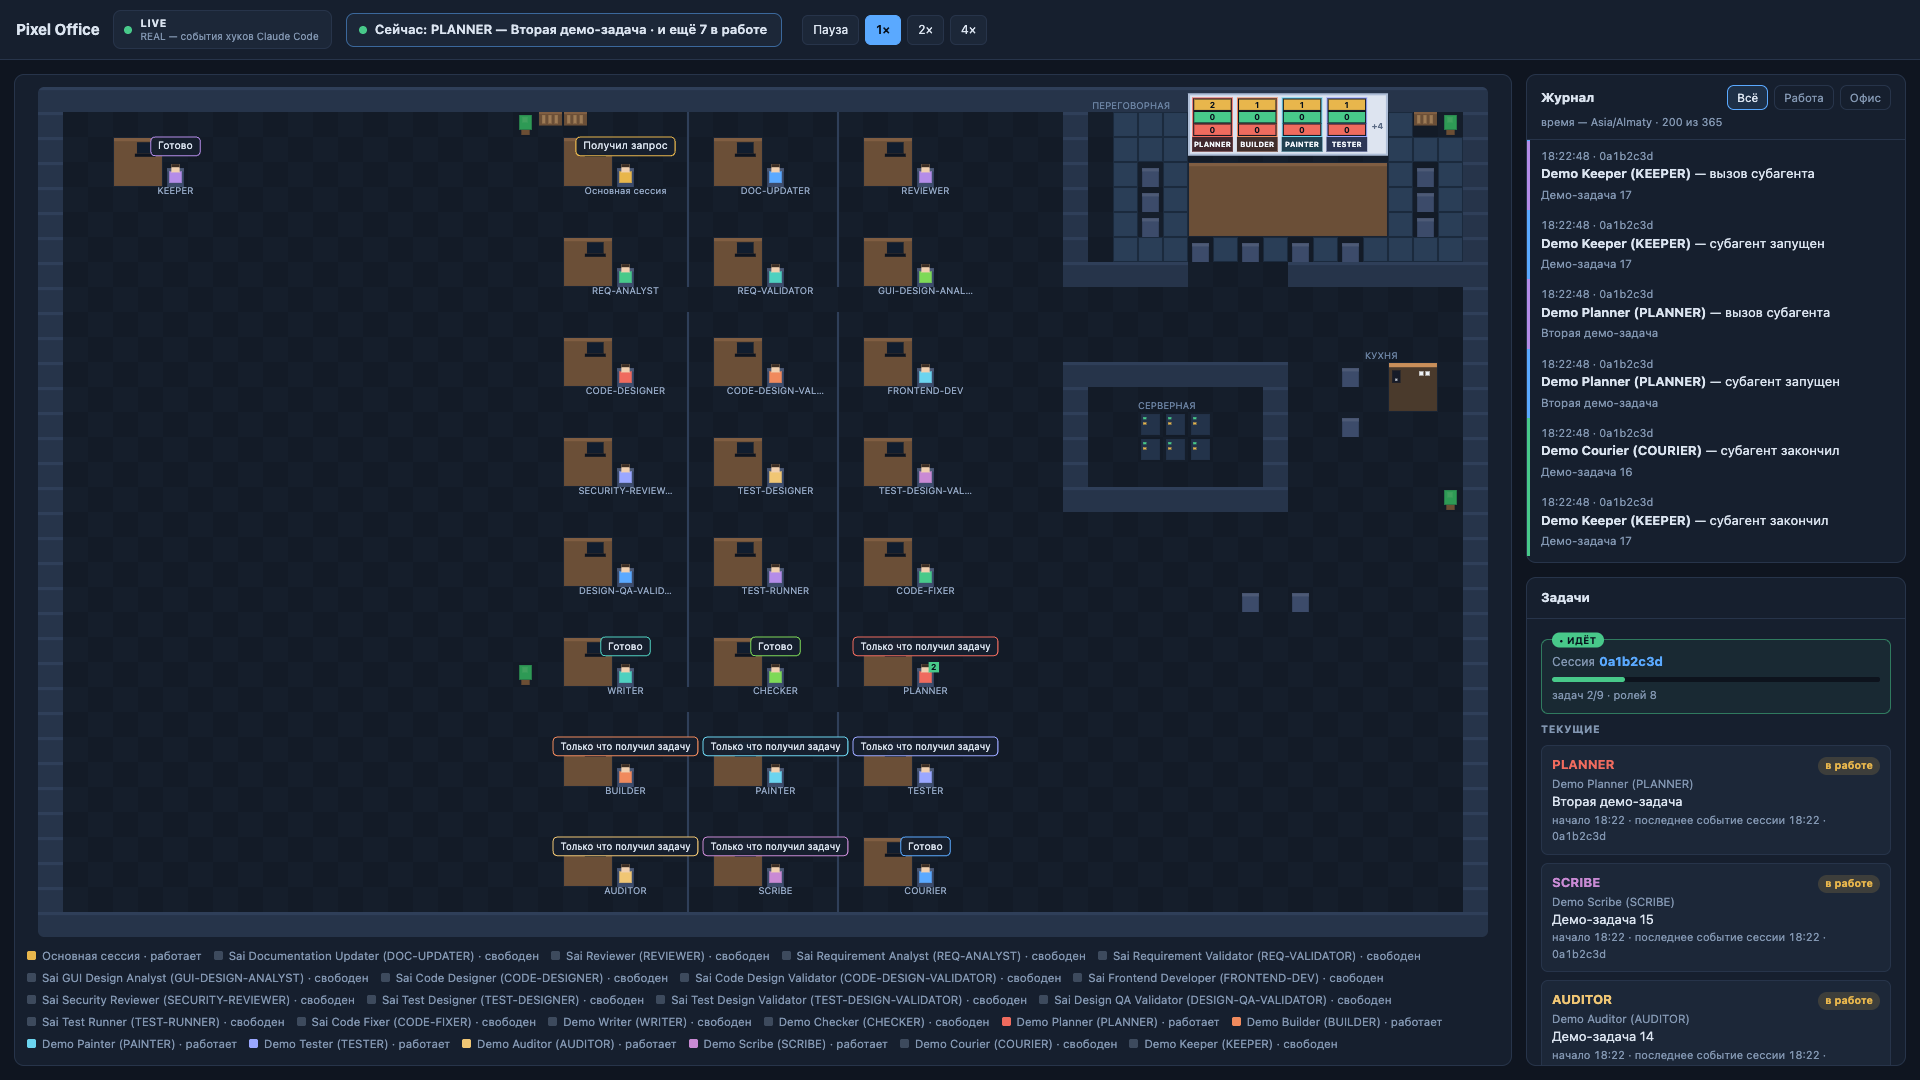 Pixel Office
LIVE
REAL — события хуков Claude Code
Сейчас: PLANNER — Вторая демо-задача · и ещё 7 в работе
Пауза
1×
2×
4×
ПЕРЕГОВОРНАЯ
2 1 1 1
0 0 0 0
0 0 0 0
+4
PLANNER BUILDER PAINTER TESTER
Готово
KEEPER
Получил запрос
Основная сессия
DOC-UPDATER
REVIEWER
REQ-ANALYST
REQ-VALIDATOR
GUI-DESIGN-ANAL...
CODE-DESIGNER
CODE-DESIGN-VAL...
FRONTEND-DEV
КУХНЯ
СЕРВЕРНАЯ
SECURITY-REVIEW...
TEST-DESIGNER
TEST-DESIGN-VAL...
DESIGN-QA-VALID...
TEST-RUNNER
CODE-FIXER
Готово
WRITER
Готово
CHECKER
Только что получил задачу
2
PLANNER
Только что получил задачу
BUILDER
Только что получил задачу
PAINTER
Только что получил задачу
TESTER
Только что получил задачу
AUDITOR
Только что получил задачу
SCRIBE
Готово
COURIER
Основная сессия · работает Sai Documentation Updater (DOC-UPDATER) · свободен Sai Reviewer (REVIEWER) · свободен Sai Requirement Analyst (REQ-ANALYST) · свободен Sai Requirement Validator (REQ-VALIDATOR) · свободен
Sai GUI Design Analyst (GUI-DESIGN-ANALYST) · свободен Sai Code Designer (CODE-DESIGNER) · свободен Sai Code Design Validator (CODE-DESIGN-VALIDATOR) · свободен Sai Frontend Developer (FRONTEND-DEV) · свободен
Sai Security Reviewer (SECURITY-REVIEWER) · свободен Sai Test Designer (TEST-DESIGNER) · свободен Sai Test Design Validator (TEST-DESIGN-VALIDATOR) · свободен Sai Design QA Validator (DESIGN-QA-VALIDATOR) · свободен
Sai Test Runner (TEST-RUNNER) · свободен Sai Code Fixer (CODE-FIXER) · свободен Demo Writer (WRITER) · свободен Demo Checker (CHECKER) · свободен Demo Planner (PLANNER) · работает Demo Builder (BUILDER) · работает
Demo Painter (PAINTER) · работает Demo Tester (TESTER) · работает Demo Auditor (AUDITOR) · работает Demo Scribe (SCRIBE) · работает Demo Courier (COURIER) · свободен Demo Keeper (KEEPER) · свободен
Журнал
Всё
Работа
Офис
время — Asia/Almaty · 200 из 365
18:22:48 · 0a1b2c3d
Demo Keeper (KEEPER) — вызов субагента
Демо-задача 17
18:22:48 · 0a1b2c3d
Demo Keeper (KEEPER) — субагент запущен
Демо-задача 17
18:22:48 · 0a1b2c3d
Demo Planner (PLANNER) — вызов субагента
Вторая демо-задача
18:22:48 · 0a1b2c3d
Demo Planner (PLANNER) — субагент запущен
Вторая демо-задача
18:22:48 · 0a1b2c3d
Demo Courier (COURIER) — субагент закончил
Демо-задача 16
18:22:48 · 0a1b2c3d
Demo Keeper (KEEPER) — субагент закончил
Демо-задача 17
Задачи
• ИДЁТ
Сессия 0a1b2c3d
задач 2/9 · ролей 8
ТЕКУЩИЕ
PLANNER
в работе
Demo Planner (PLANNER)
Вторая демо-задача
начало 18:22 · последнее событие сессии 18:22 ·
0a1b2c3d
SCRIBE
в работе
Demo Scribe (SCRIBE)
Демо-задача 15
начало 18:22 · последнее событие сессии 18:22 ·
0a1b2c3d
AUDITOR
в работе
Demo Auditor (AUDITOR)
Демо-задача 14
начало 18:22 · последнее событие сессии 18:22 ·